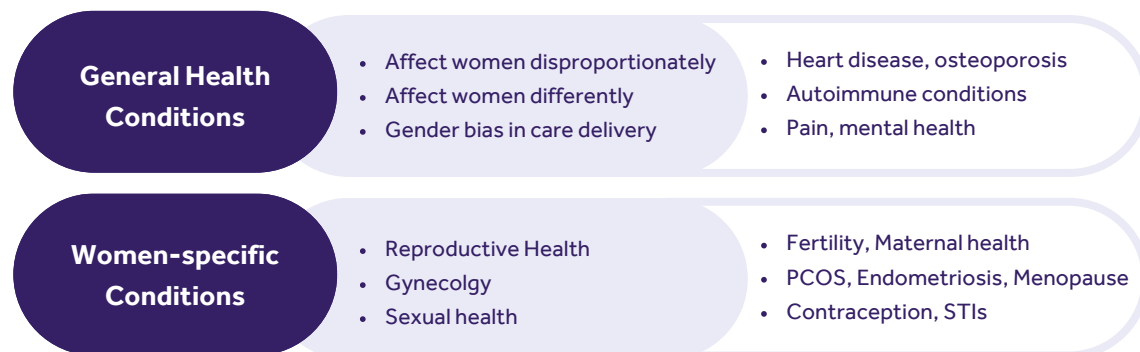 General Health
Conditions
• Affect women disproportionately
• Affect women differently
• Gender bias in care delivery
• Heart disease, osteoporosis
• Autoimmune conditions
• Pain, mental health
Women-specific
Conditions
• Reproductive Health
• Gynecolgy
• Sexual health
• Fertility, Maternal health
• PCOS, Endometriosis, Menopause
• Contraception, STIs